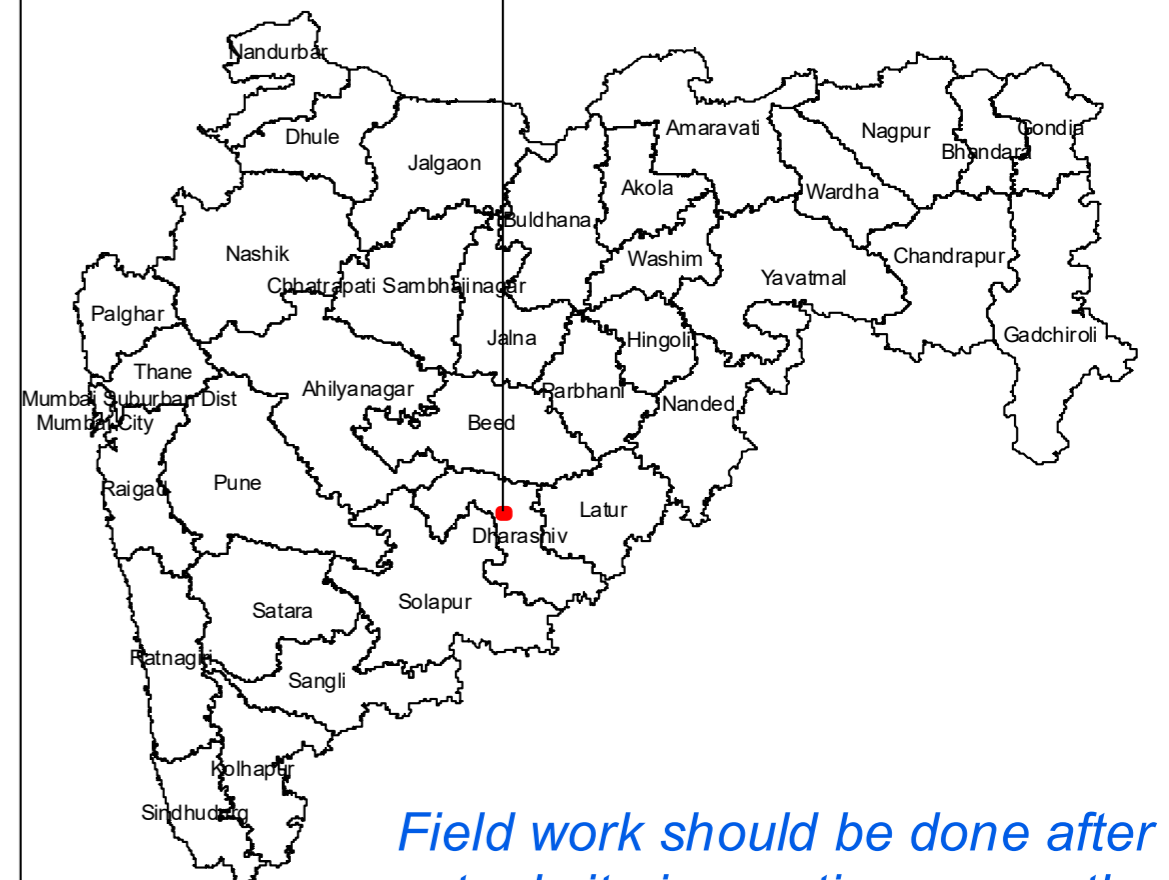 Nandurbar
Dhule
Jalgaon
Amaravati
Nagpur
Gondia
Bhandara
Akola
Wardha
Buldhana
Nashik
Washim
Chandrapur
Yavatmal
Chhatrapati Sambhajinagar
Palghar
Jalna
Hingoli
Gadchiroli
Thane
Ahilyanagar
Parbhani
Mumbai Suburban Dist
Nanded
Mumbai City
Beed
Pune
Raigad
Latur
Dharashiv
Solapur
Satara
Ratnagiri
Sangli
Kolhapur
Sindhudurg
Field work should be done after